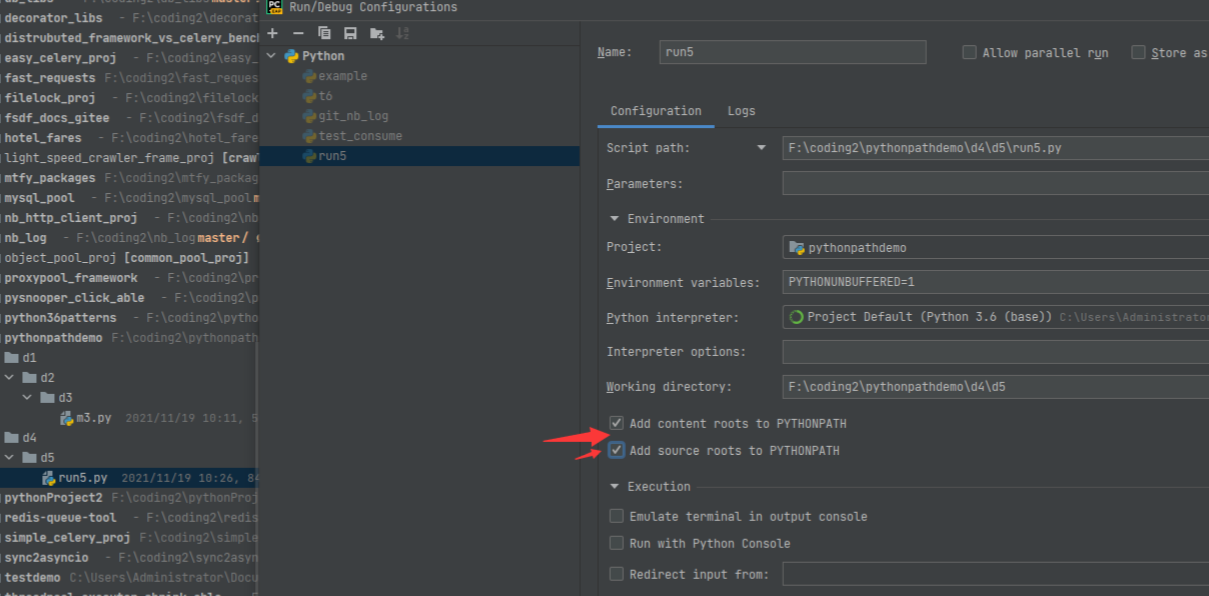 Run/Debug Configurations
decorator_libs - F:\coding2\decorat
distrubuted_framework_vs_celery_benc
easy_celery_proj - F:\coding2\easy_
fast_requests F:\coding2\fast_reques
filelock_proj - F:\coding2\filelock
fsdf_docs_gitee - F:\coding2\fsdf_d
hotel_fares - F:\coding2\hotel_fare
light_speed_crawler_frame_proj [craw
mtfy_packages - F:\coding2\mtfy_packag
mysql_pool - F:\coding2\mysql_pool m
nb_http_client_proj - F:\coding2\nb
nb_log - F:\coding2\nb_log master /
object_pool_proj [common_pool_proj]
proxypool_framework - F:\coding2\pr
pysnooper_click_able - F:\coding2\p
python36patterns - F:\coding2\pytho
pythonpathdemo F:\coding2\pythonpath
d1
d2
d3
m3.py 2021/11/19 10:11, 5
d4
d5
run5.py 2021/11/19 10:26, 84
pythonProject2 F:\coding2\pythonProj
redis-queue-tool - F:\coding2\redis
simple_celery_proj F:\coding2\simple
sync2asyncio - F:\coding2\sync2asyn
testdemo C:\Users\Administrator\Docu
Python
example
t6
git_nb_log
test_consume
run5
Name: run5 Allow parallel run Store as
Configuration Logs
Script path: F:\coding2\pythonpathdemo\d4\d5\run5.py
Parameters:
Environment
Project: pythonpathdemo
Environment variables: PYTHONUNBUFFERED=1
Python interpreter: Project Default (Python 3.6 (base)) C:\Users\Administrator
Interpreter options:
Working directory: F:\coding2\pythonpathdemo\d4\d5
Add content roots to PYTHONPATH
Add source roots to PYTHONPATH
Execution
Emulate terminal in output console
Run with Python Console
Redirect input from: